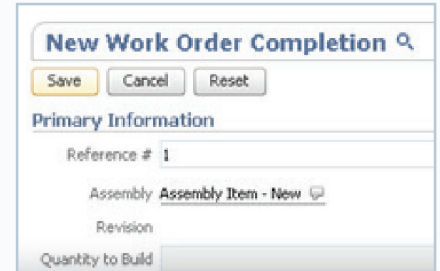 New Work Order Completion
Save Cancel Reset
Primary Information
Reference # 1
Assembly Assembly Item - New
Revision
Quantity to Build